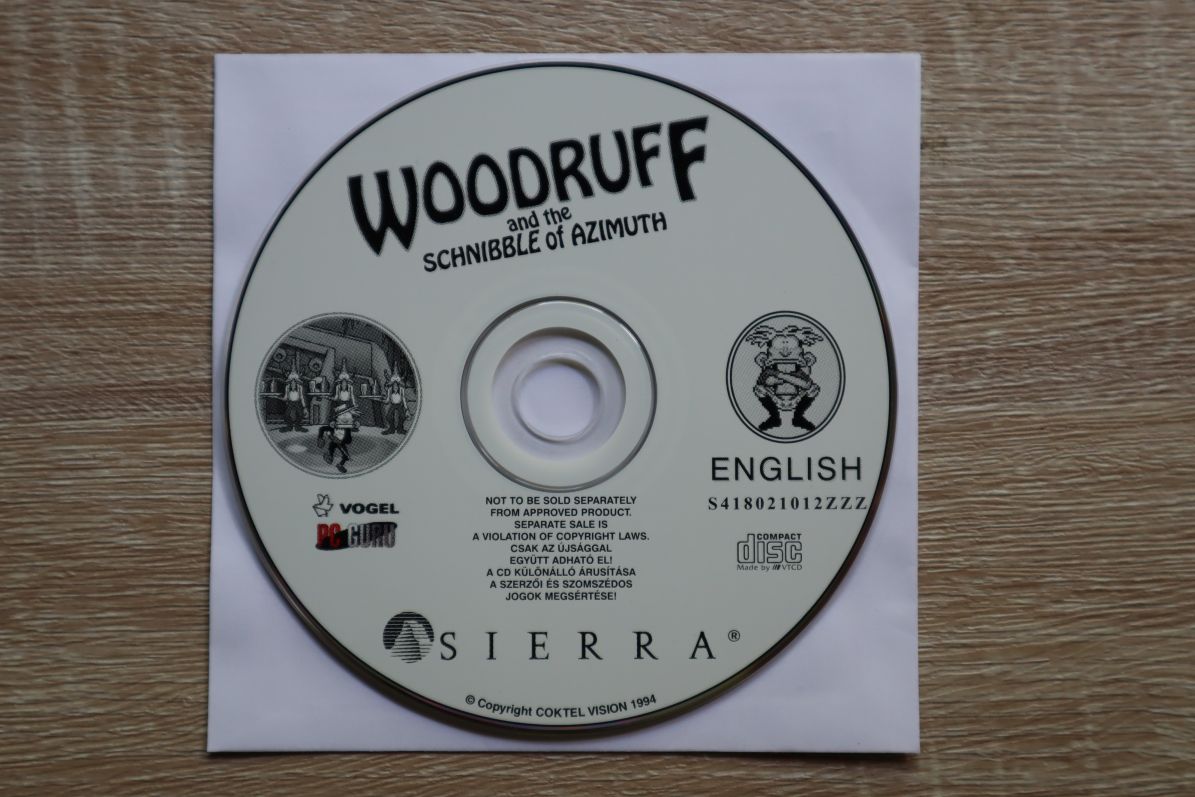 WOODRUFF
and the
SCHNIBBLE of AZIMUTH
VOGEL
PC GURU
NOT TO BE SOLD SEPARATELY
FROM APPROVED PRODUCT.
SEPARATE SALE IS
A VIOLATION OF COPYRIGHT LAWS.
CSAK AZ ÚJSÁGGAL
EGYÜTT ADHATÓ EL!
A CD KÜLÖNÁLLÓ ÁRUSÍTÁSA
A SZERZŐI ÉS SZOMSZÉDOS
JOGOK MEGSÉRTÉSE!
ENGLISH
S418021012ZZZ
COMPACT
disc
Made by VTCD
SIERRA®
© Copyright COKTEL VISION 1994